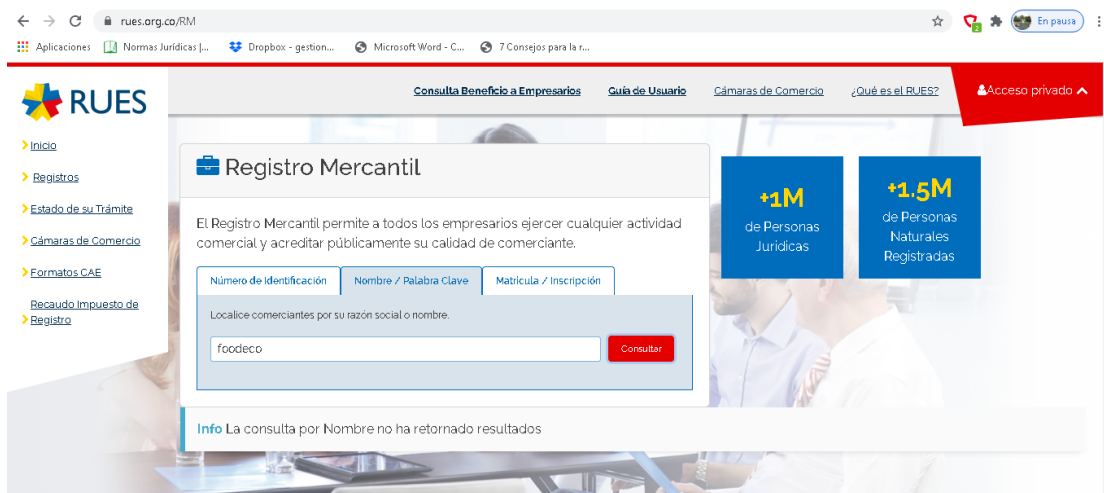 rues.org.co/RM
En pausa
Aplicaciones
Normas Jurídicas |...
Dropbox - gestion...
Microsoft Word - C...
7 Consejos para la r...
RUES
Consulta Beneficio a Empresarios
Guía de Usuario
Cámaras de Comercio
¿Qué es el RUES?
Acceso privado
Inicio
Registros
Estado de su Trámite
Cámaras de Comercio
Formatos CAE
Recaudo Impuesto de
Registro
Registro Mercantil
El Registro Mercantil permite a todos los empresarios ejercer cualquier actividad
comercial y acreditar públicamente su calidad de comerciante.
Número de Identificación
Nombre / Palabra Clave
Matrícula / Inscripción
Localice comerciantes por su razón social o nombre.
foodeco
Consultar
+1M
de Personas
Jurídicas
+1.5M
de Personas
Naturales
Registradas
Info La consulta por Nombre no ha retornado resultados